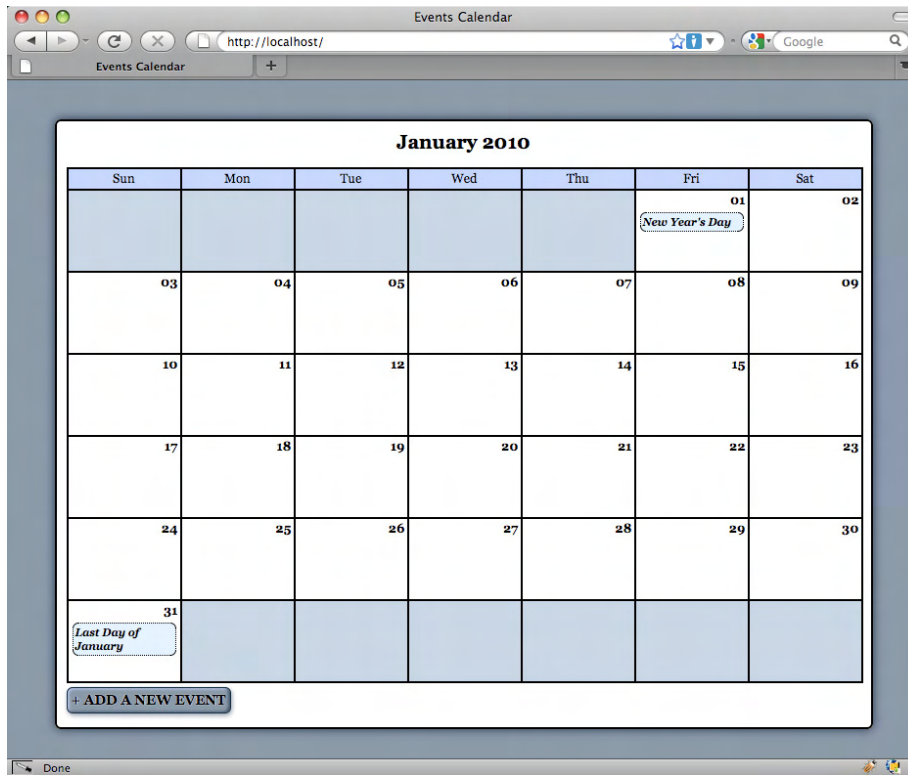 Events Calendar
http://localhost/
Google
Events Calendar
+
January 2010
Sun Mon Tue Wed Thu Fri Sat
01 02
New Year's Day
03 04 05 06 07 08 09
10 11 12 13 14 15 16
17 18 19 20 21 22 23
24 25 26 27 28 29 30
31
Last Day of
January
+ ADD A NEW EVENT
Done